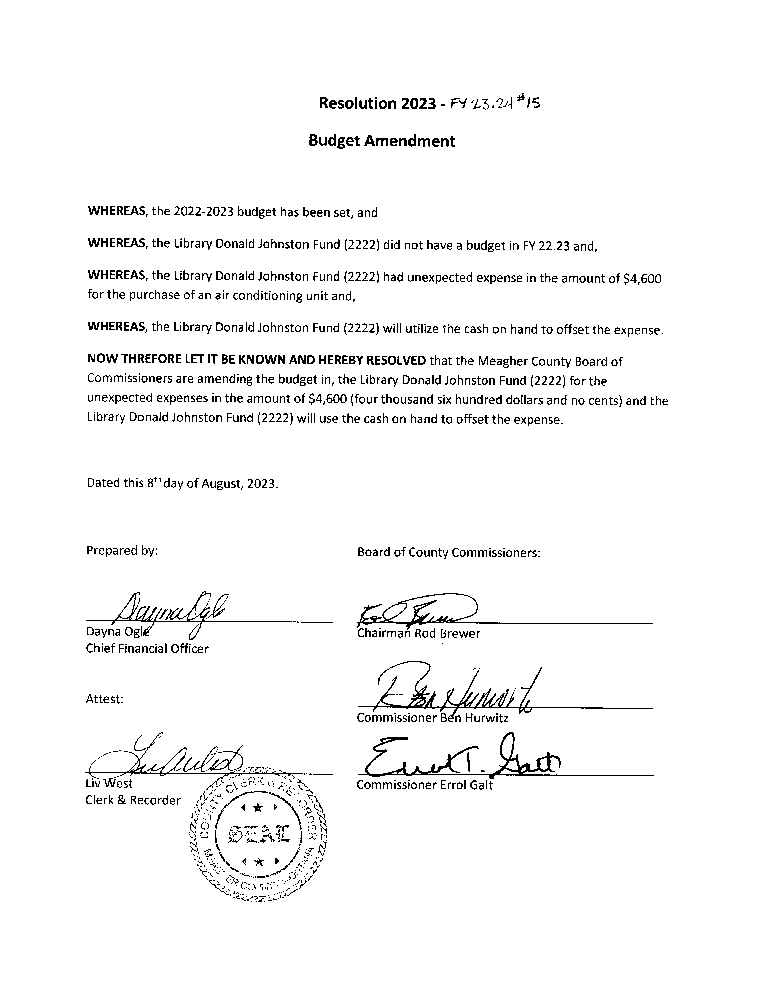 Resolution 2023 - FY 23.24 #15
Budget Amendment
WHEREAS, the 2022-2023 budget has been set, and
WHEREAS, the Library Donald Johnston Fund (2222) did not have a budget in FY 22.23 and,
WHEREAS, the Library Donald Johnston Fund (2222) had unexpected expense in the amount of $4,600
for the purchase of an air conditioning unit and,
WHEREAS, the Library Donald Johnston Fund (2222) will utilize the cash on hand to offset the expense.
NOW THREFORE LET IT BE KNOWN AND HEREBY RESOLVED that the Meagher County Board of
Commissioners are amending the budget in, the Library Donald Johnston Fund (2222) for the
unexpected expenses in the amount of $4,600 (four thousand six hundred dollars and no cents) and the
Library Donald Johnston Fund (2222) will use the cash on hand to offset the expense.
Dated this 8th day of August, 2023.
Prepared by:
Board of County Commissioners:
Dayna Ogle
Rod Brewer
Dayna Ogle
Chief Financial Officer
Chairman Rod Brewer
Attest:
Ben Hurwitz
Commissioner Ben Hurwitz
Liv West
Errol T. Galt
Liv West
Clerk & Recorder
Commissioner Errol Galt
COUNTY CLERK & RECORDER
SEAL
MEAGHER COUNTY MONTANA